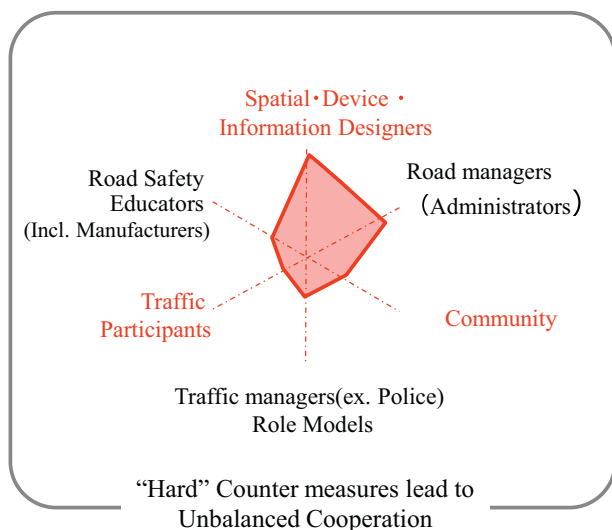 Spatial・Device・
Information Designers
Road Safety
Educators
(Incl. Manufacturers)
Road managers
（Administrators）
Traffic
Participants
Community
Traffic managers(ex. Police)
Role Models
“Hard” Counter measures lead to
Unbalanced Cooperation